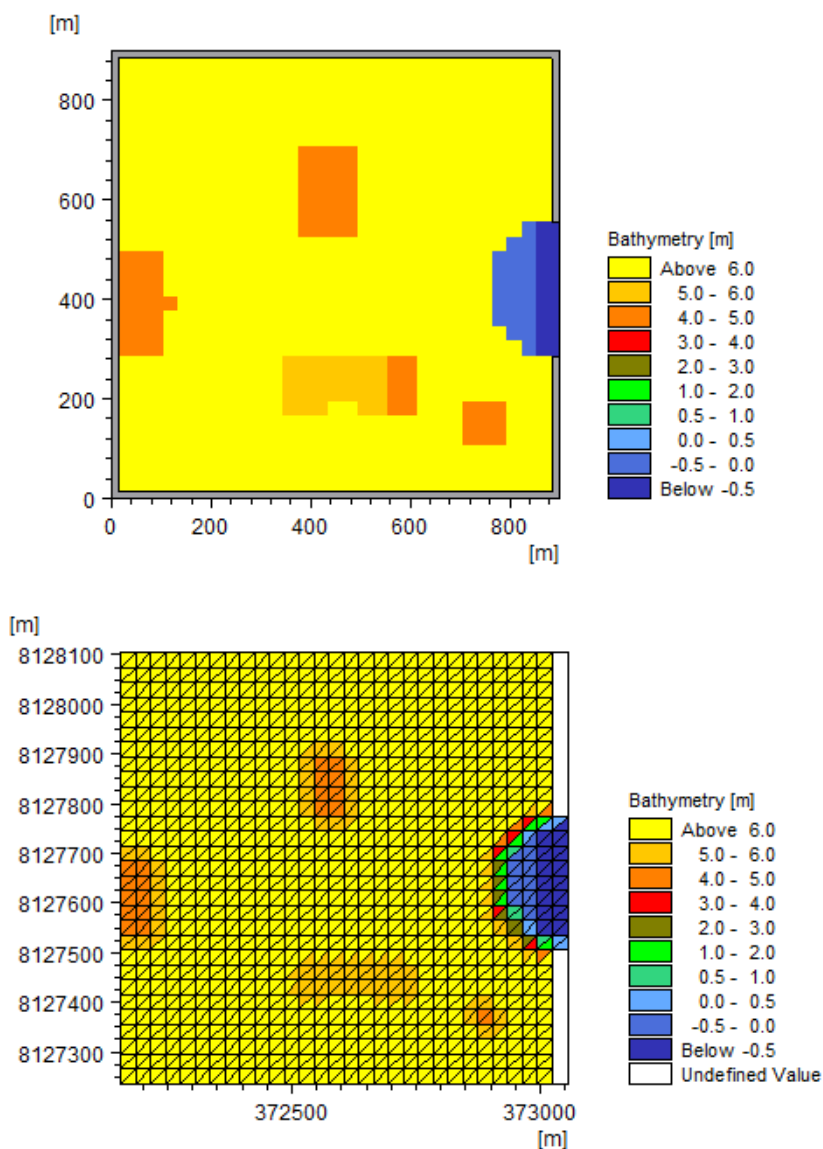 [m]
800
600
400
200
0
0 200 400 600 800
[m]
Bathymetry [m]
Above 6.0
5.0 - 6.0
4.0 - 5.0
3.0 - 4.0
2.0 - 3.0
1.0 - 2.0
0.5 - 1.0
0.0 - 0.5
-0.5 - 0.0
Below -0.5
[m]
8128100
8128000
8127900
8127800
8127700
8127600
8127500
8127400
8127300
372500 373000
[m]
Bathymetry [m]
Above 6.0
5.0 - 6.0
4.0 - 5.0
3.0 - 4.0
2.0 - 3.0
1.0 - 2.0
0.5 - 1.0
0.0 - 0.5
-0.5 - 0.0
Below -0.5
Undefined Value